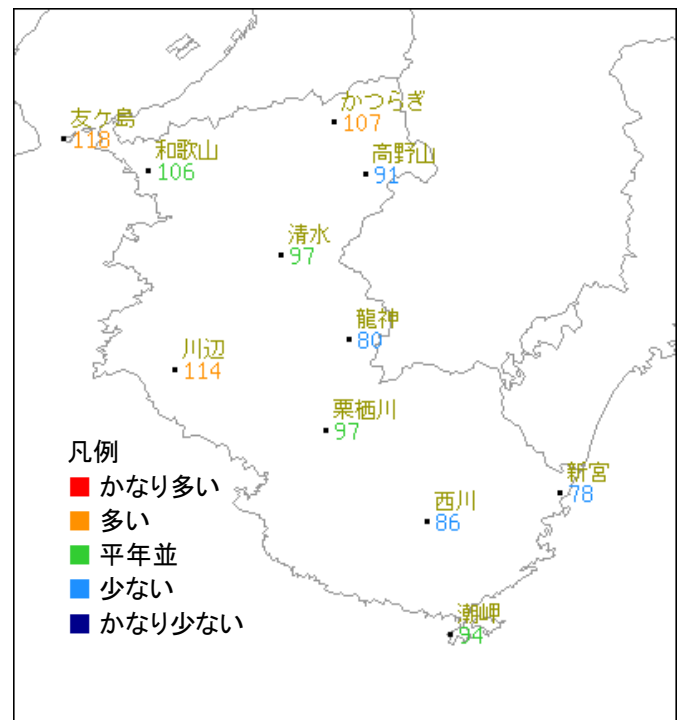 かつらぎ
107
友ケ島
118
和歌山
106
高野山
91
清水
97
龍神
80
川辺
114
栗栖川
97
新宮
78
西川
86
潮岬
94
凡例
かなり多い
多い
平年並
少ない
かなり少ない